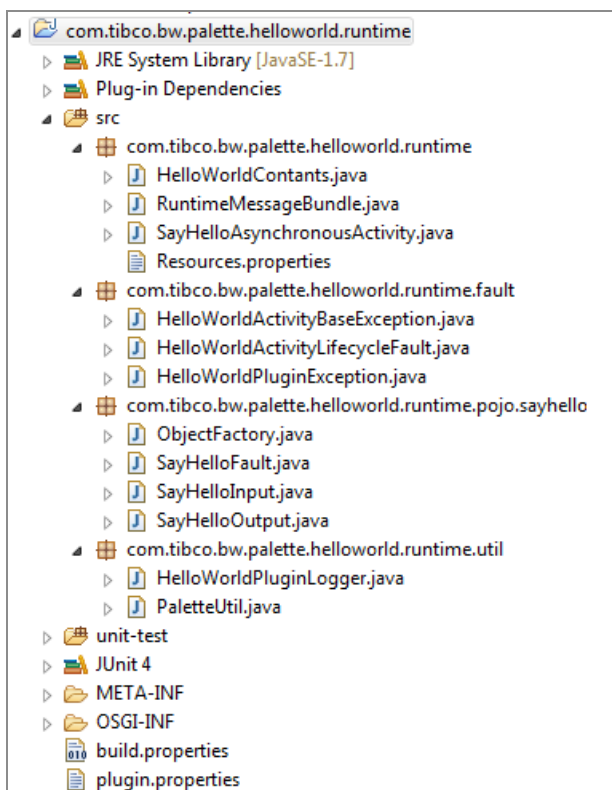 com.tibco.bw.palette.helloworld.runtime
JRE System Library [JavaSE-1.7]
Plug-in Dependencies
src
com.tibco.bw.palette.helloworld.runtime
HelloWorldContants.java
RuntimeMessageBundle.java
SayHelloAsynchronousActivity.java
Resources.properties
com.tibco.bw.palette.helloworld.runtime.fault
HelloWorldActivityBaseException.java
HelloWorldActivityLifecycleFault.java
HelloWorldPluginException.java
com.tibco.bw.palette.helloworld.runtime.pojo.sayhello
ObjectFactory.java
SayHelloFault.java
SayHelloInput.java
SayHelloOutput.java
com.tibco.bw.palette.helloworld.runtime.util
HelloWorldPluginLogger.java
PaletteUtil.java
unit-test
JUnit 4
META-INF
OSGI-INF
build.properties
plugin.properties